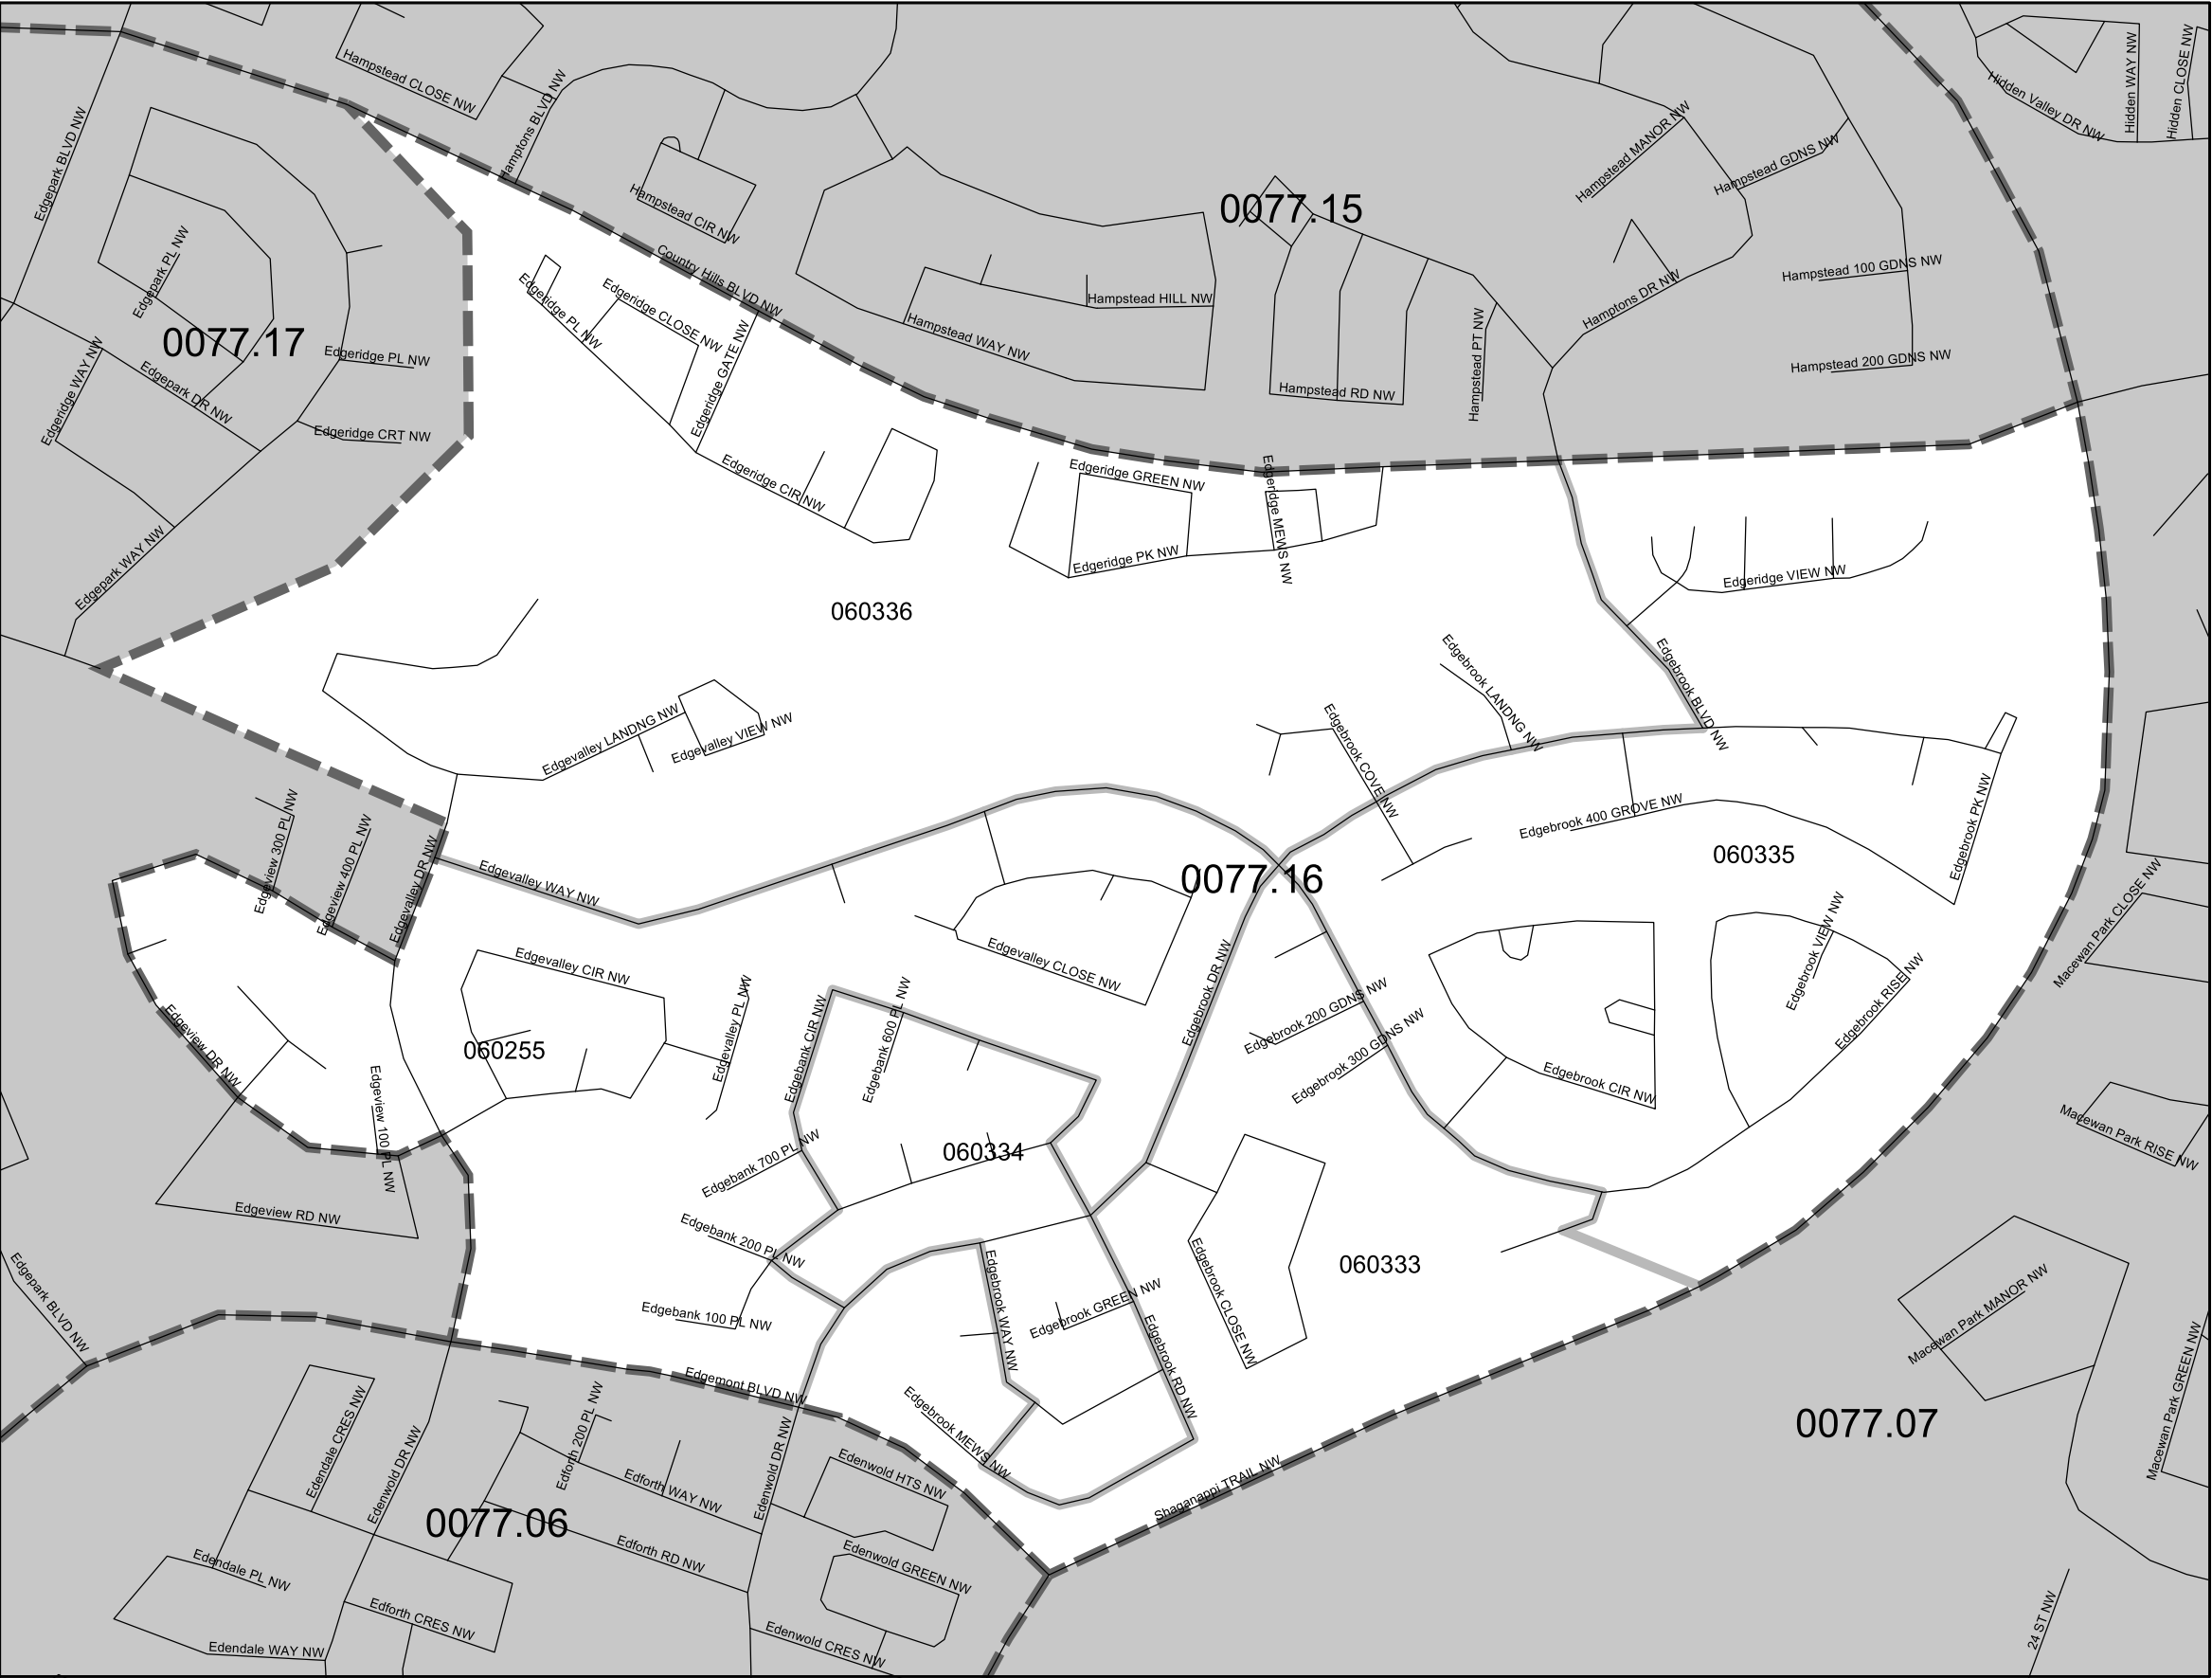 Hampstead CLOSE NW
Hamptons BLVD NW
Hidden Valley DR NW
Hidden WAY NW
Hidden CLOSE NW
Edgepark BLVD NW
Hampstead CIR NW
0077.15
Hampstead MANOR NW
Hampstead GDNS NW
Edgepark PL NW
Country Hills BLVD NW
Hampstead 100 GDNS NW
Edgeridge PL NW
Edgeridge CLOSE NW
Hampstead HILL NW
Hamptons DR NW
0077.17
Edgeridge GATE NW
Hampstead WAY NW
Hampstead PT NW
Edgeridge PL NW
Edgeridge WAY NW
Edgepark DR NW
Hampstead RD NW
Hampstead 200 GDNS NW
Edgeridge CRT NW
Edgeridge CIR NW
Edgeridge GREEN NW
Edgeridge MEWS NW
Edgeridge PK NW
Edgeridge VIEW NW
Edgepark WAY NW
060336
Edgebrook LANDNG NW
Edgebrook BLVD NW
Edgevalley LANDNG NW
Edgevalley VIEW NW
Edgebrook COVE NW
Edgebrook 400 GROVE NW
Edgebrook PK NW
060335
Edgeview 300 PL NW
Edgeview 400 PL NW
Edgevalley DR NW
Edgevalley WAY NW
0077.16
Macewan Park CLOSE NW
Edgevalley CIR NW
Edgevalley CLOSE NW
Edgebrook DR NW
Edgebrook VIEW NW
Edgebrook RISE NW
Edgeview DR NW
060255
Edgevalley PL NW
Edgebank CIR NW
Edgebank 600 PL NW
Edgebrook 200 GDNS NW
Edgebrook 300 GDNS NW
Edgebrook CIR NW
Edgeview 100 PL NW
Edgebank 700 PL NW
060334
Macewan Park RISE NW
Edgeview RD NW
Edgebank 200 PL NW
Edgebrook CLOSE NW
060333
Edgepark BLVD NW
Edgebank 100 PL NW
Edgebrook WAY NW
Edgebrook GREEN NW
Edgebrook RD NW
Macewan Park MANOR NW
Macewan Park GREEN NW
Edgemont BLVD NW
Edgebrook MEWS NW
0077.07
Edendale CRES NW
Edenwold DR NW
Edforth 200 PL NW
Edforth WAY NW
Edenwold DR NW
Edenwold HTS NW
Shaganappi TRAIL NW
0077.06
Edforth RD NW
Edenwold GREEN NW
Edendale PL NW
Edforth CRES NW
Edendale WAY NW
Edenwold CRES NW
24 ST NW